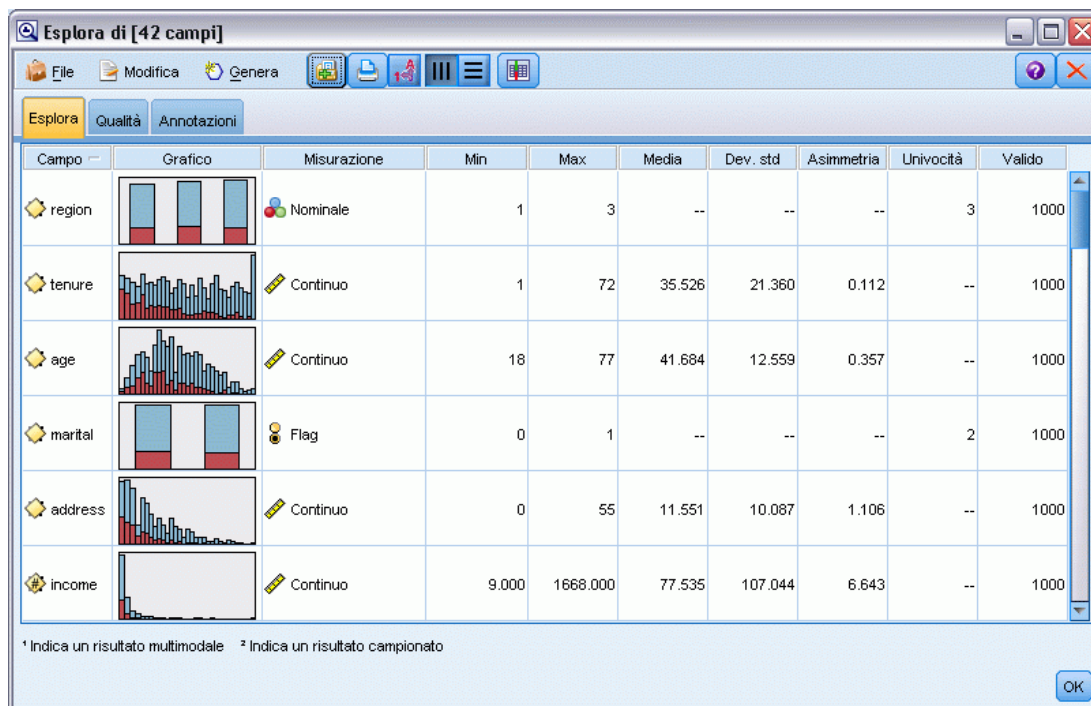 Esplora di [42 campi]
File Modifica Genera
Esplora Qualità Annotazioni
Campo Grafico Misurazione Min Max Media Dev. std Asimmetria Univocità Valido
region Nominale 1 3 -- -- -- 3 1000
tenure Continuo 1 72 35.526 21.360 0.112 -- 1000
age Continuo 18 77 41.684 12.559 0.357 -- 1000
marital Flag 0 1 -- -- -- 2 1000
address Continuo 0 55 11.551 10.087 1.106 -- 1000
income Continuo 9.000 1668.000 77.535 107.044 6.643 -- 1000
¹ Indica un risultato multimodale ² Indica un risultato campionato
OK